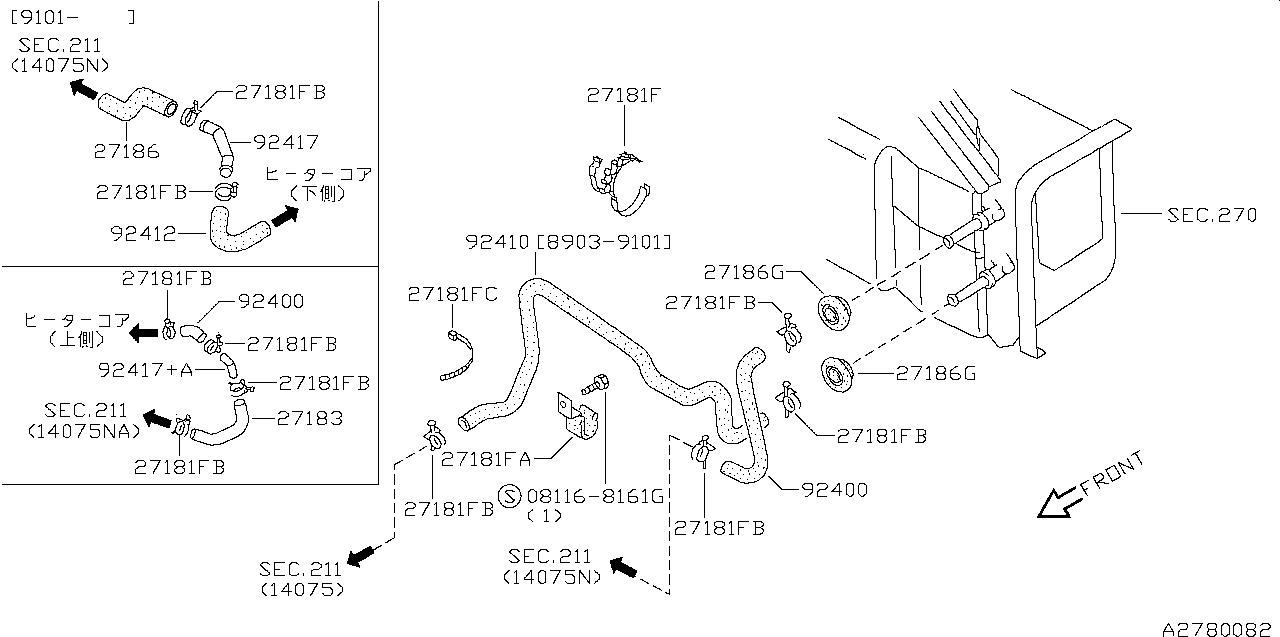 [9101-      ]
SEC.211
(14075N)
27181FB
92417
27186
27181FB
ヒーターコア
(下側)
92412
27181FB
92400
ヒーターコア
(上側)
27181FB
92417+A
27181FB
SEC.211
(14075NA)
27183
27181FB
27181F
92410[8903-9101]
27181FC
27186G
27181FB
SEC.270
27186G
27181FB
27181FA
27181FB
S 08116-8161G
(1)
92400
27181FB
SEC.211
(14075)
SEC.211
(14075N)
FRONT
A2780082